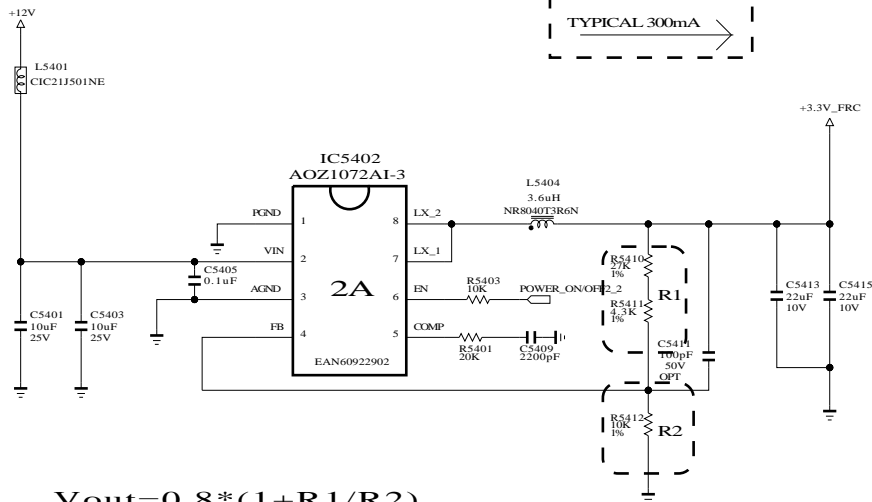 +12V
TYPICAL 300mA
L5401
CIC21J501NE
+3.3V_FRC
IC5402
AOZ1072AI-3
L5404
3.6uH
NR8040T3R6N
PGND
1
8
LX_2
VIN
2
7
LX_1
C5405
0.1uF
AGND
3
2A
6
EN
R5403
10K
POWER_ON/OFF2_2
FB
4
5
COMP
R5401
20K
C5409
2200pF
EAN60922902
C5401
10uF
25V
C5403
10uF
25V
R5410
27K
1%
R5411
4.3K
1%
R1
C5411
100pF
50V
OPT
C5413
22uF
10V
C5415
22uF
10V
R5412
10K
1%
R2
Vout=0.8*(1+R1/R2)